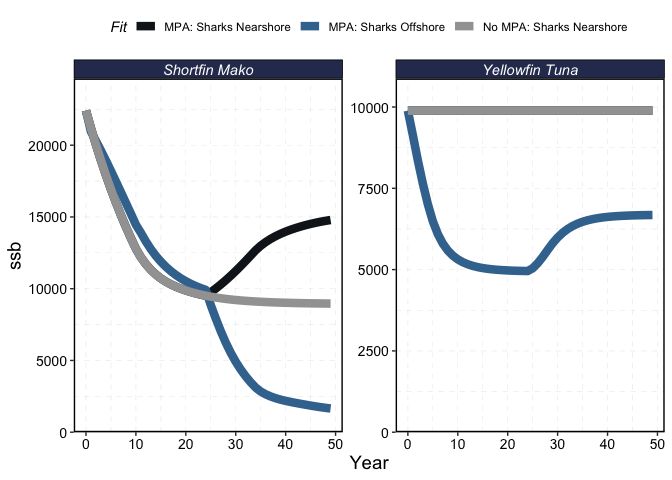 Fit MPA: Sharks Nearshore MPA: Sharks Offshore No MPA: Sharks Nearshore
Shortfin Mako
Yellowfin Tuna
ssb
20000
15000
10000
5000
0
0 10 20 30 40 50
10000
7500
5000
2500
0
0 10 20 30 40 50
Year